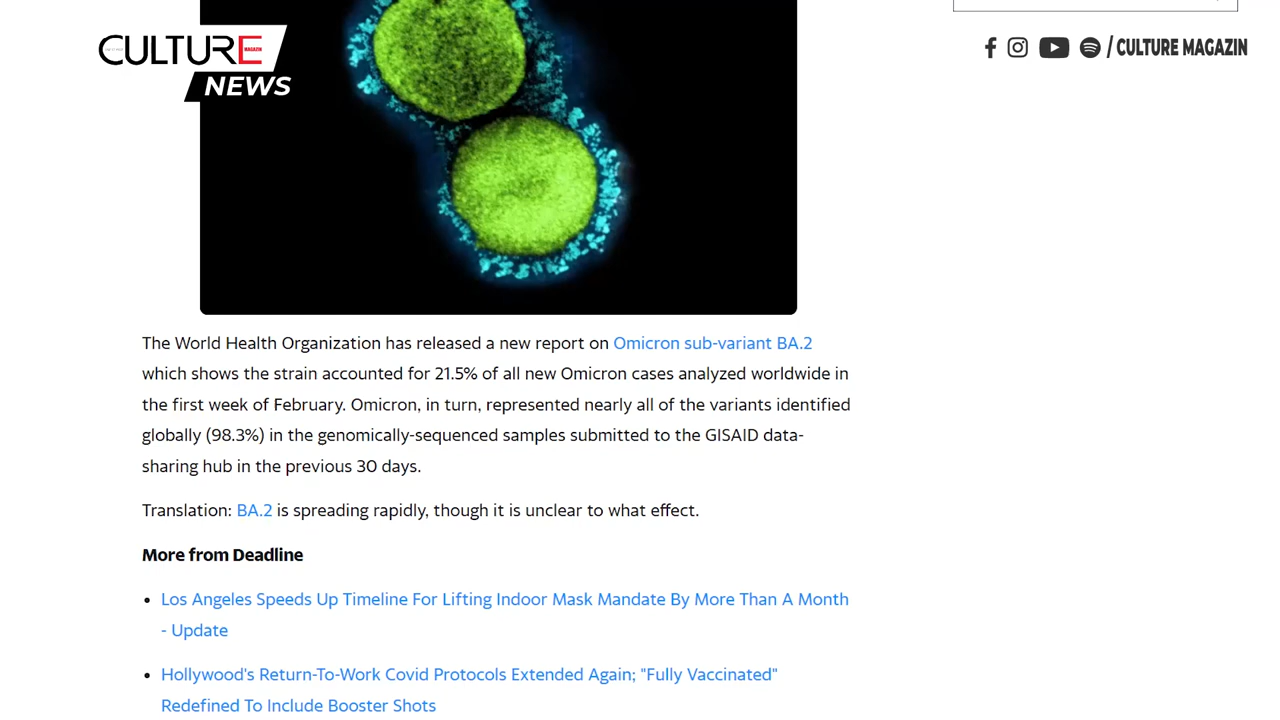 CULTURE
MAGAZIN
NEWS
/ CULTURE MAGAZIN
The World Health Organization has released a new report on Omicron sub-variant BA.2
which shows the strain accounted for 21.5% of all new Omicron cases analyzed worldwide in
the first week of February. Omicron, in turn, represented nearly all of the variants identified
globally (98.3%) in the genomically-sequenced samples submitted to the GISAID data-
sharing hub in the previous 30 days.
Translation: BA.2 is spreading rapidly, though it is unclear to what effect.
More from Deadline
• Los Angeles Speeds Up Timeline For Lifting Indoor Mask Mandate By More Than A Month
- Update
• Hollywood's Return-To-Work Covid Protocols Extended Again; "Fully Vaccinated"
Redefined To Include Booster Shots